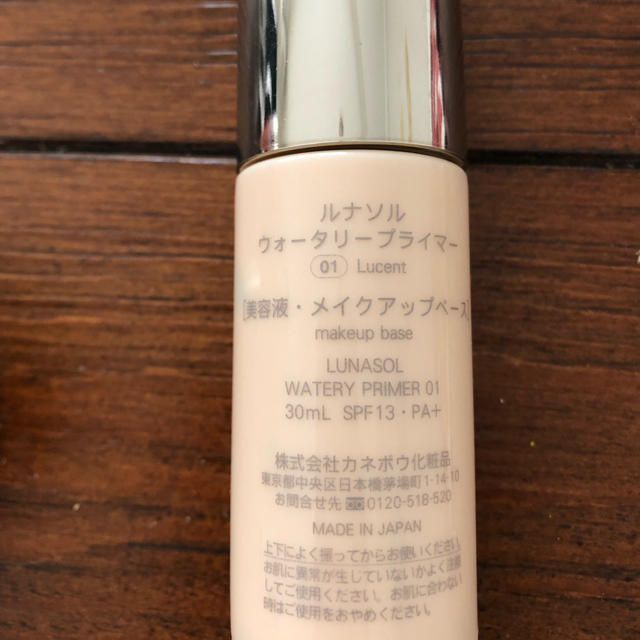 ルナソル
ウォータリープライマー
01 Lucent
[美容液・メイクアップベース]
makeup base
LUNASOL
WATERY PRIMER 01
30mL SPF13・PA+
株式会社カネボウ化粧品
東京都中央区日本橋茅場町1-14-10
お問合せ先 ☎0120-518-520
MADE IN JAPAN
上下によく振ってからお使いください。
お肌に異常が生じていないかよく注意
してご使用ください。お肌に合わない
時はご使用をおやめください。